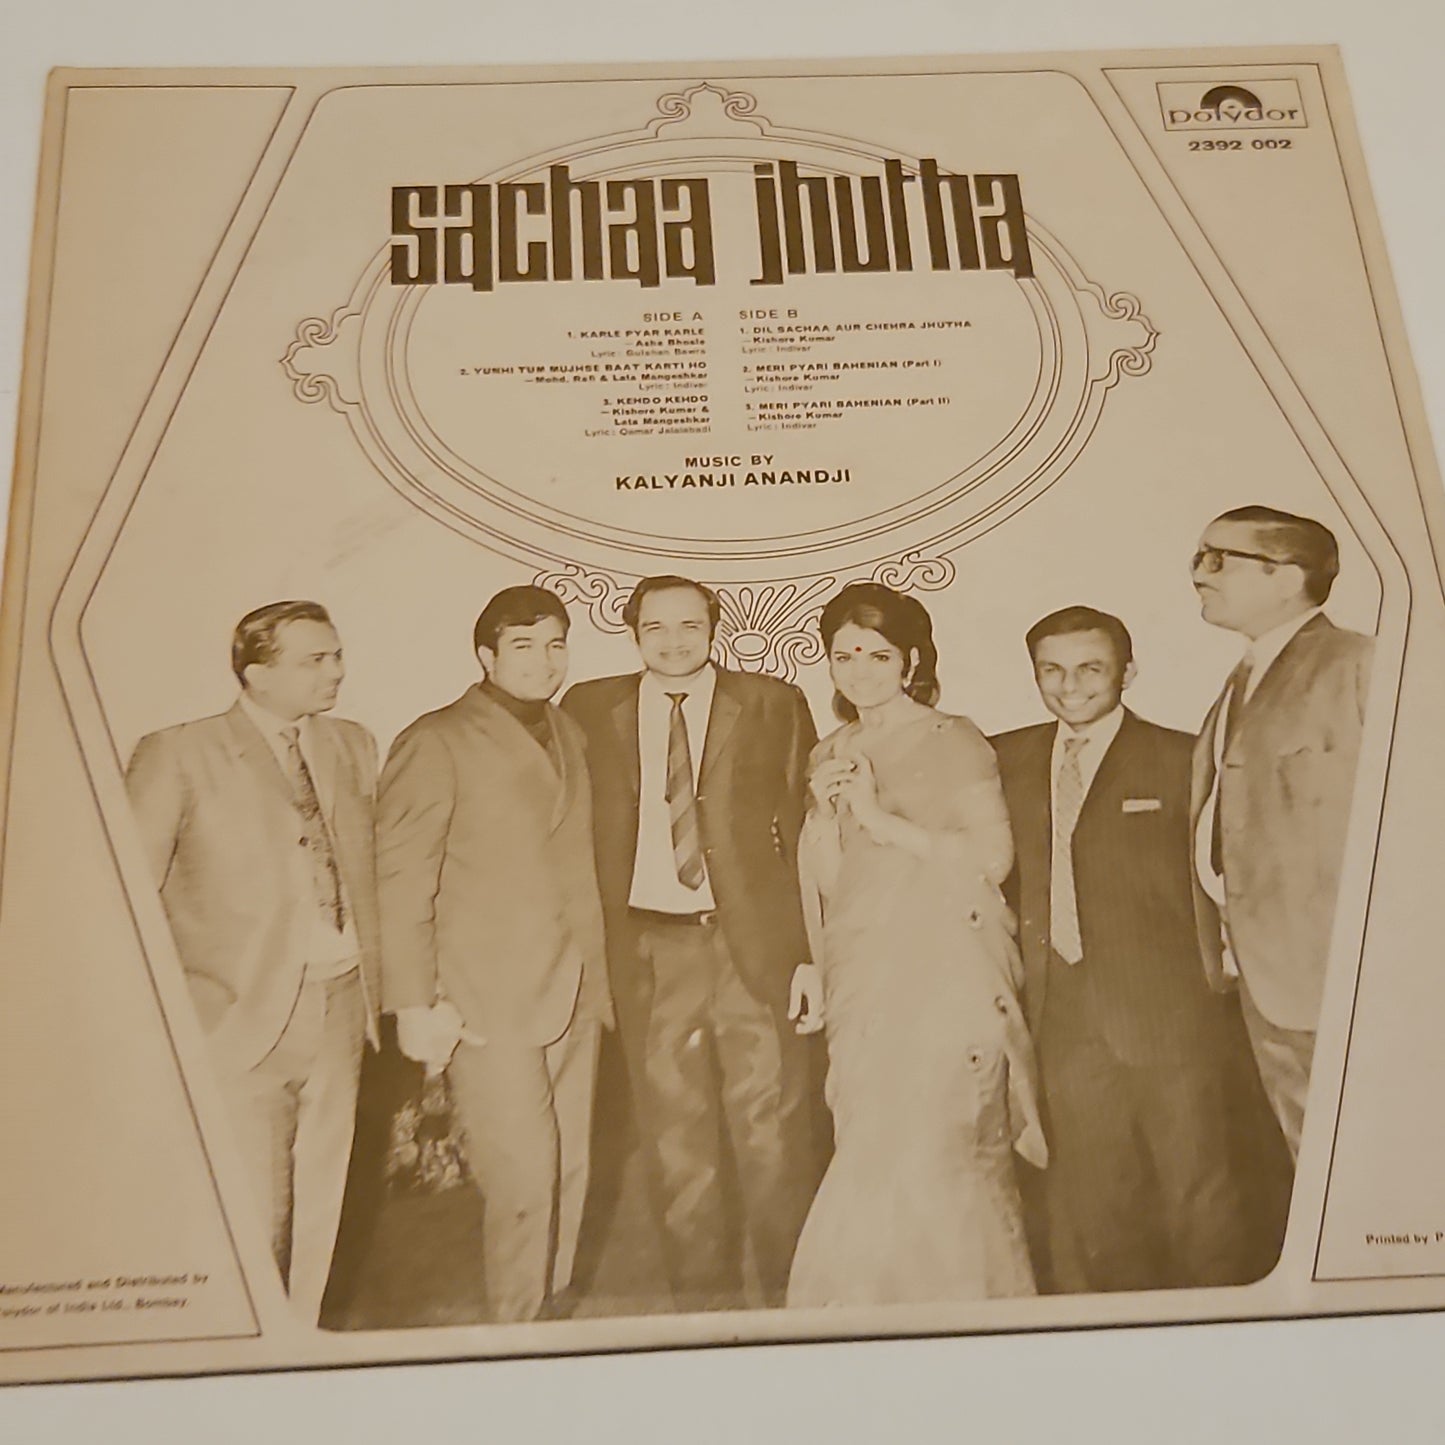 polydor
2392 002
sachaa jhutha
SIDE A
1. KARLE PYAR KARLE
—Asha Bhosle
Lyric: Gulshan Bawra
2. YUNHI TUM MUJHSE BAAT KARTI HO
—Mohd. Rafi & Lata Mangeshkar
Lyric: Indivar
3. KEHDO KEHDO
—Kishore Kumar &
Lata Mangeshkar
Lyric: Qamar Jalalabadi
SIDE B
1. DIL SACHAA AUR CHEHRA JHUTHA
—Kishore Kumar
Lyric: Indivar
2. MERI PYARI BAHENIAN (Part I)
—Kishore Kumar
Lyric: Indivar
3. MERI PYARI BAHENIAN (Part II)
—Kishore Kumar
Lyric: Indivar
MUSIC BY
KALYANJI ANANDJI
Manufactured and Distributed by
Polydor of India Ltd., Bombay.
Printed by P